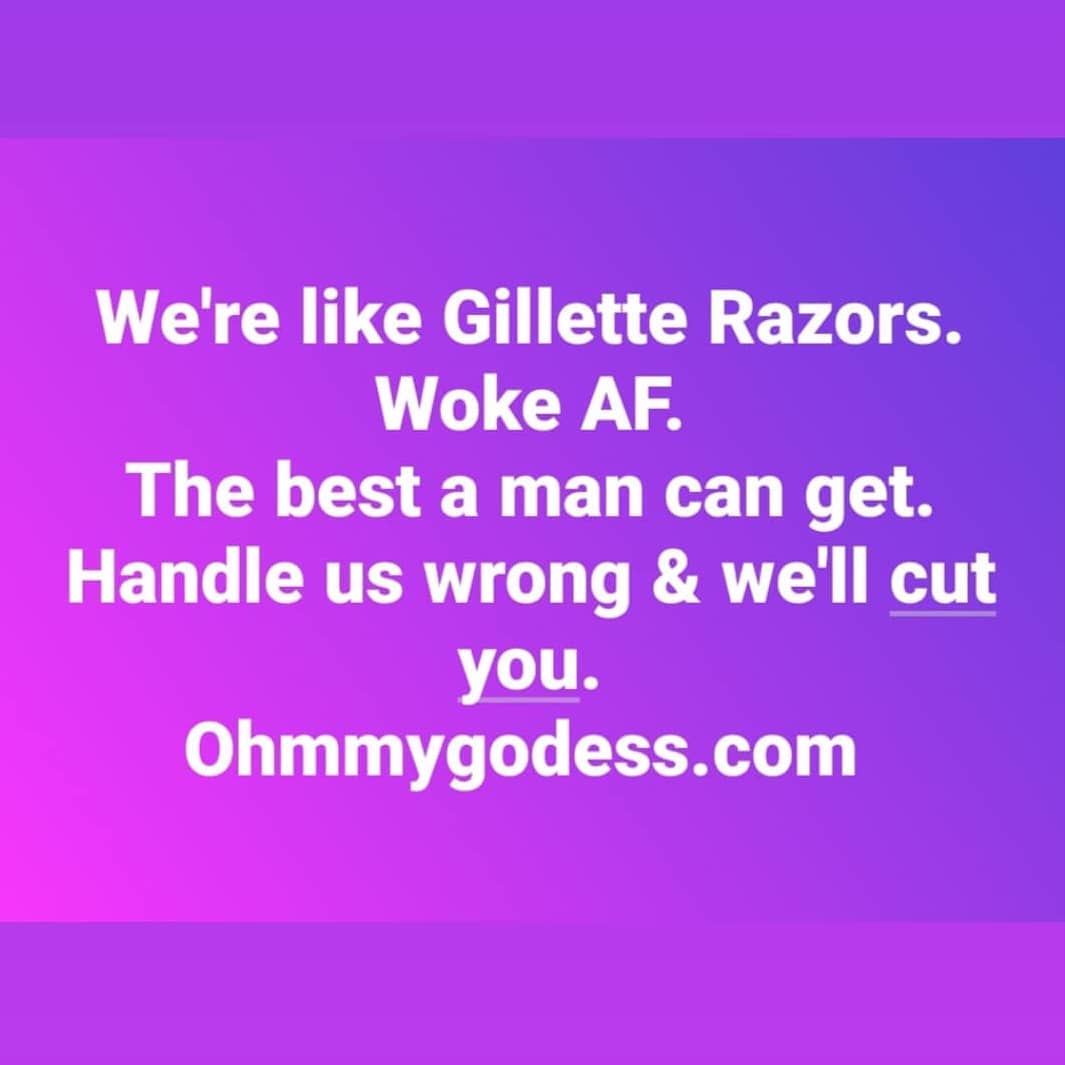 We're like Gillette Razors.
Woke AF.
The best a man can get.
Handle us wrong & we'll cut
you.
Ohmmygodess.com